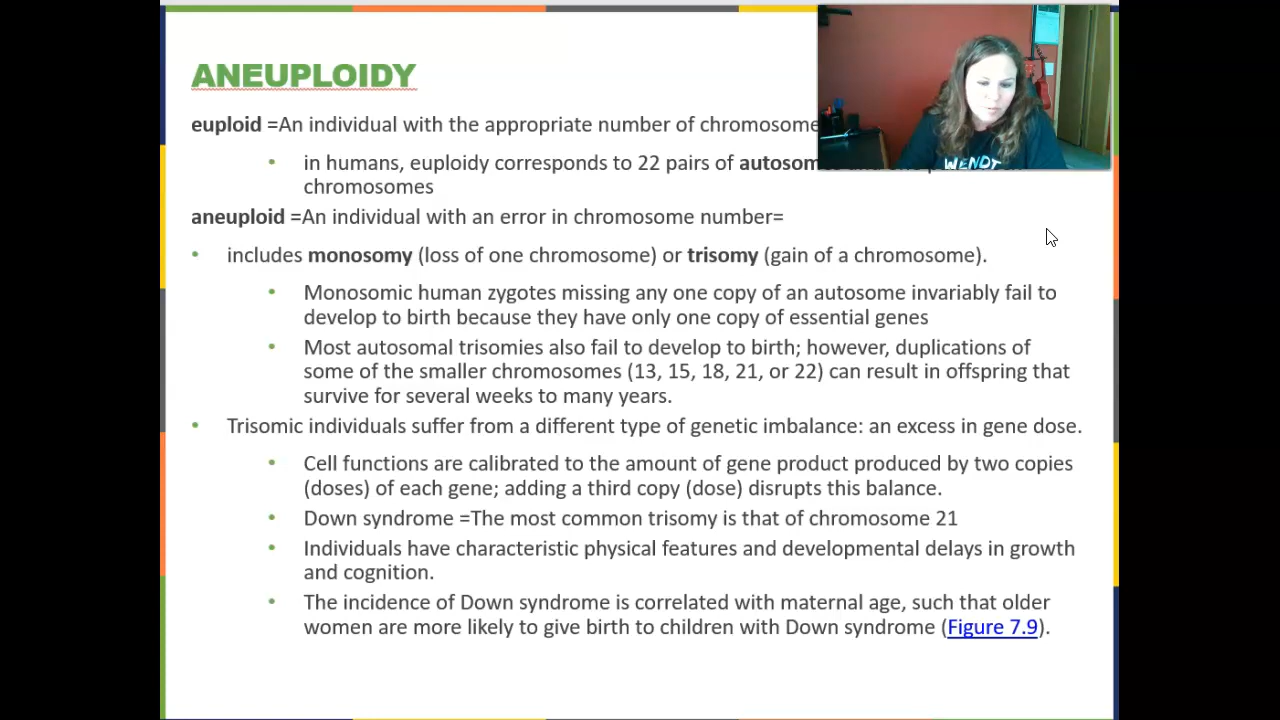 ANEUPLOIDY
euploid =An individual with the appropriate number of chromosome
• in humans, euploidy corresponds to 22 pairs of
chromosomes
aneuploid =An individual with an error in chromosome number=
• includes monosomy (loss of one chromosome) or trisomy (gain of a chromosome).
• Monosomic human zygotes missing any one copy of an autosome invariably fail to
develop to birth because they have only one copy of essential genes
• Most autosomal trisomies also fail to develop to birth; however, duplications of
some of the smaller chromosomes (13, 15, 18, 21, or 22) can result in offspring that
survive for several weeks to many years.
• Trisomic individuals suffer from a different type of genetic imbalance: an excess in gene dose.
• Cell functions are calibrated to the amount of gene product produced by two copies
(doses) of each gene; adding a third copy (dose) disrupts this balance.
• Down syndrome =The most common trisomy is that of chromosome 21
• Individuals have characteristic physical features and developmental delays in growth
and cognition.
• The incidence of Down syndrome is correlated with maternal age, such that older
women are more likely to give birth to children with Down syndrome (Figure 7.9).
WENDT